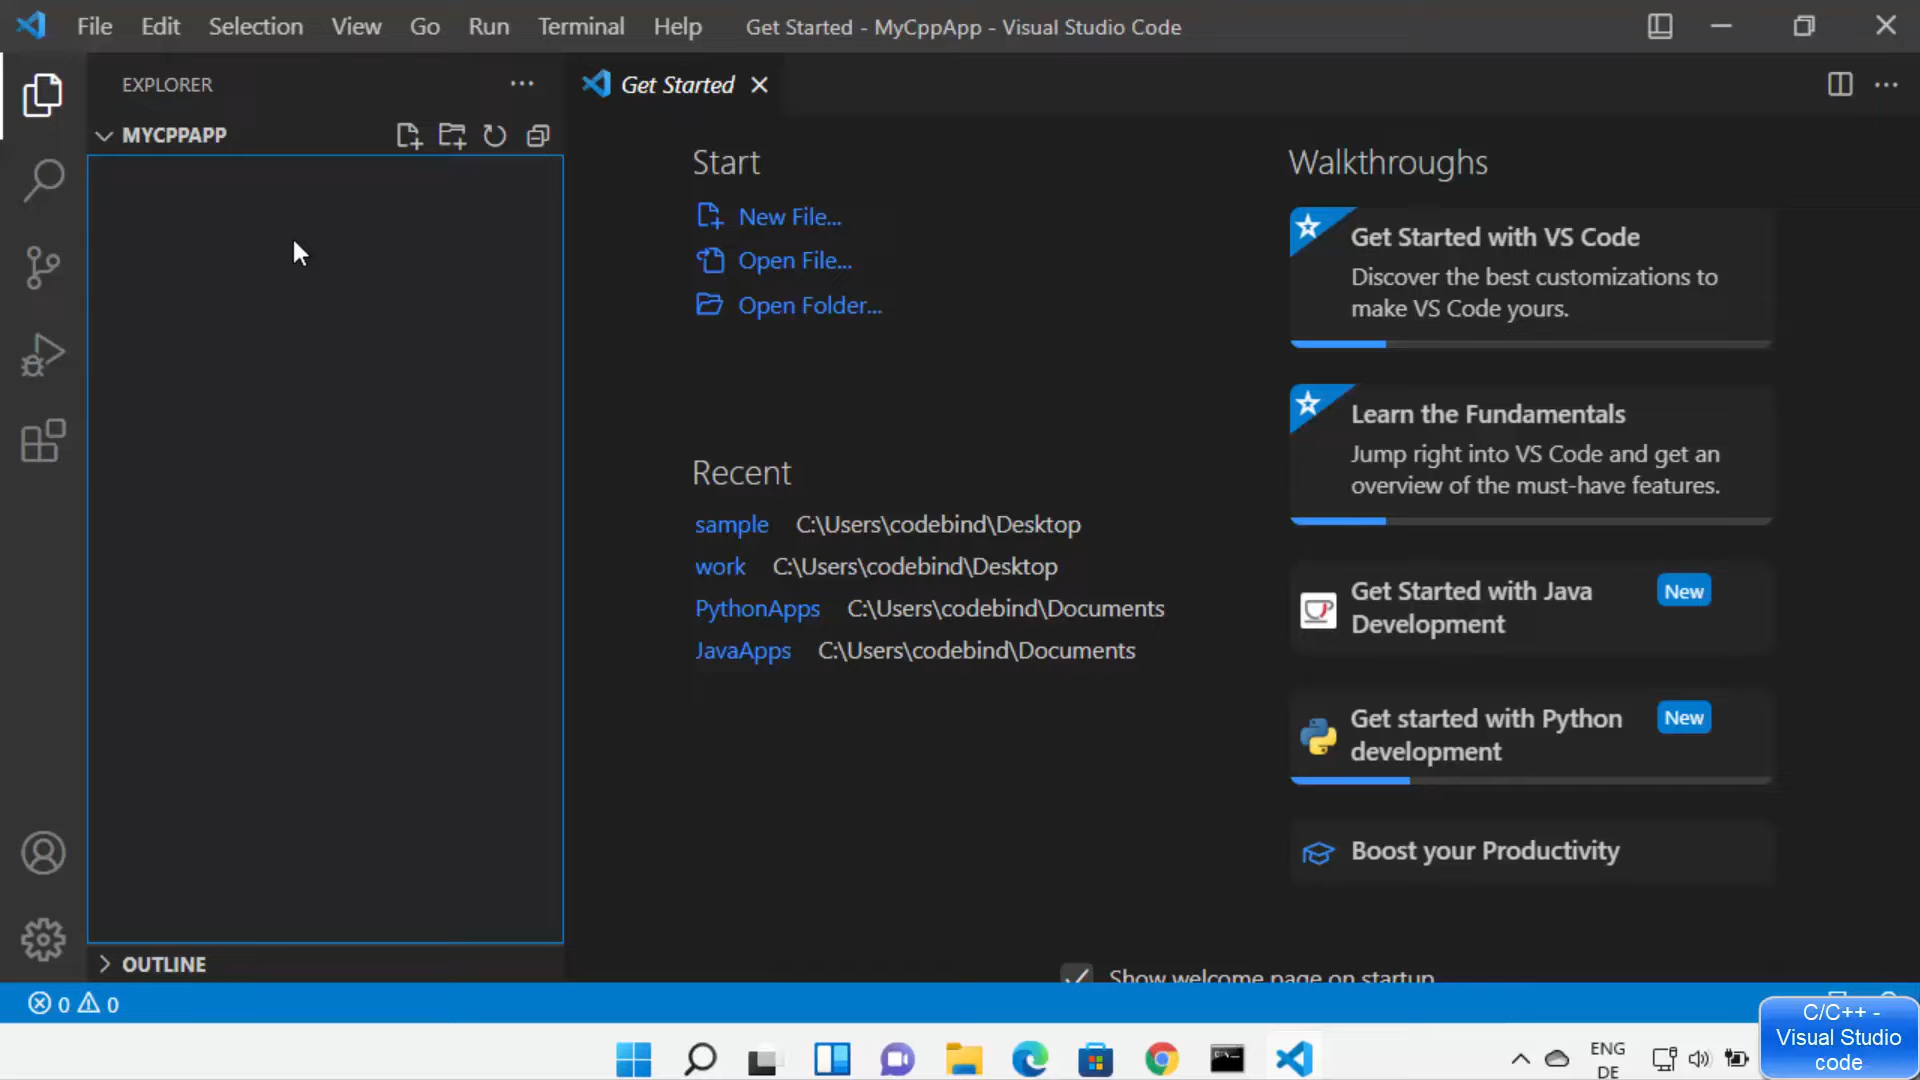 File Edit Selection View Go Run Terminal Help Get Started - MyCppApp - Visual Studio Code
EXPLORER
Get Started
MYCPPAPP
Start
New File...
Open File...
Open Folder...
Recent
sample C:\Users\codebind\Desktop
work C:\Users\codebind\Desktop
PythonApps C:\Users\codebind\Documents
JavaApps C:\Users\codebind\Documents
Walkthroughs
Get Started with VS Code
Discover the best customizations to
make VS Code yours.
Learn the Fundamentals
Jump right into VS Code and get an
overview of the must-have features.
Get Started with Java New
Development
Get started with Python New
development
Boost your Productivity
Show welcome page on startup
OUTLINE
0 0
ENG
DE
C/C++ -
Visual Studio
code